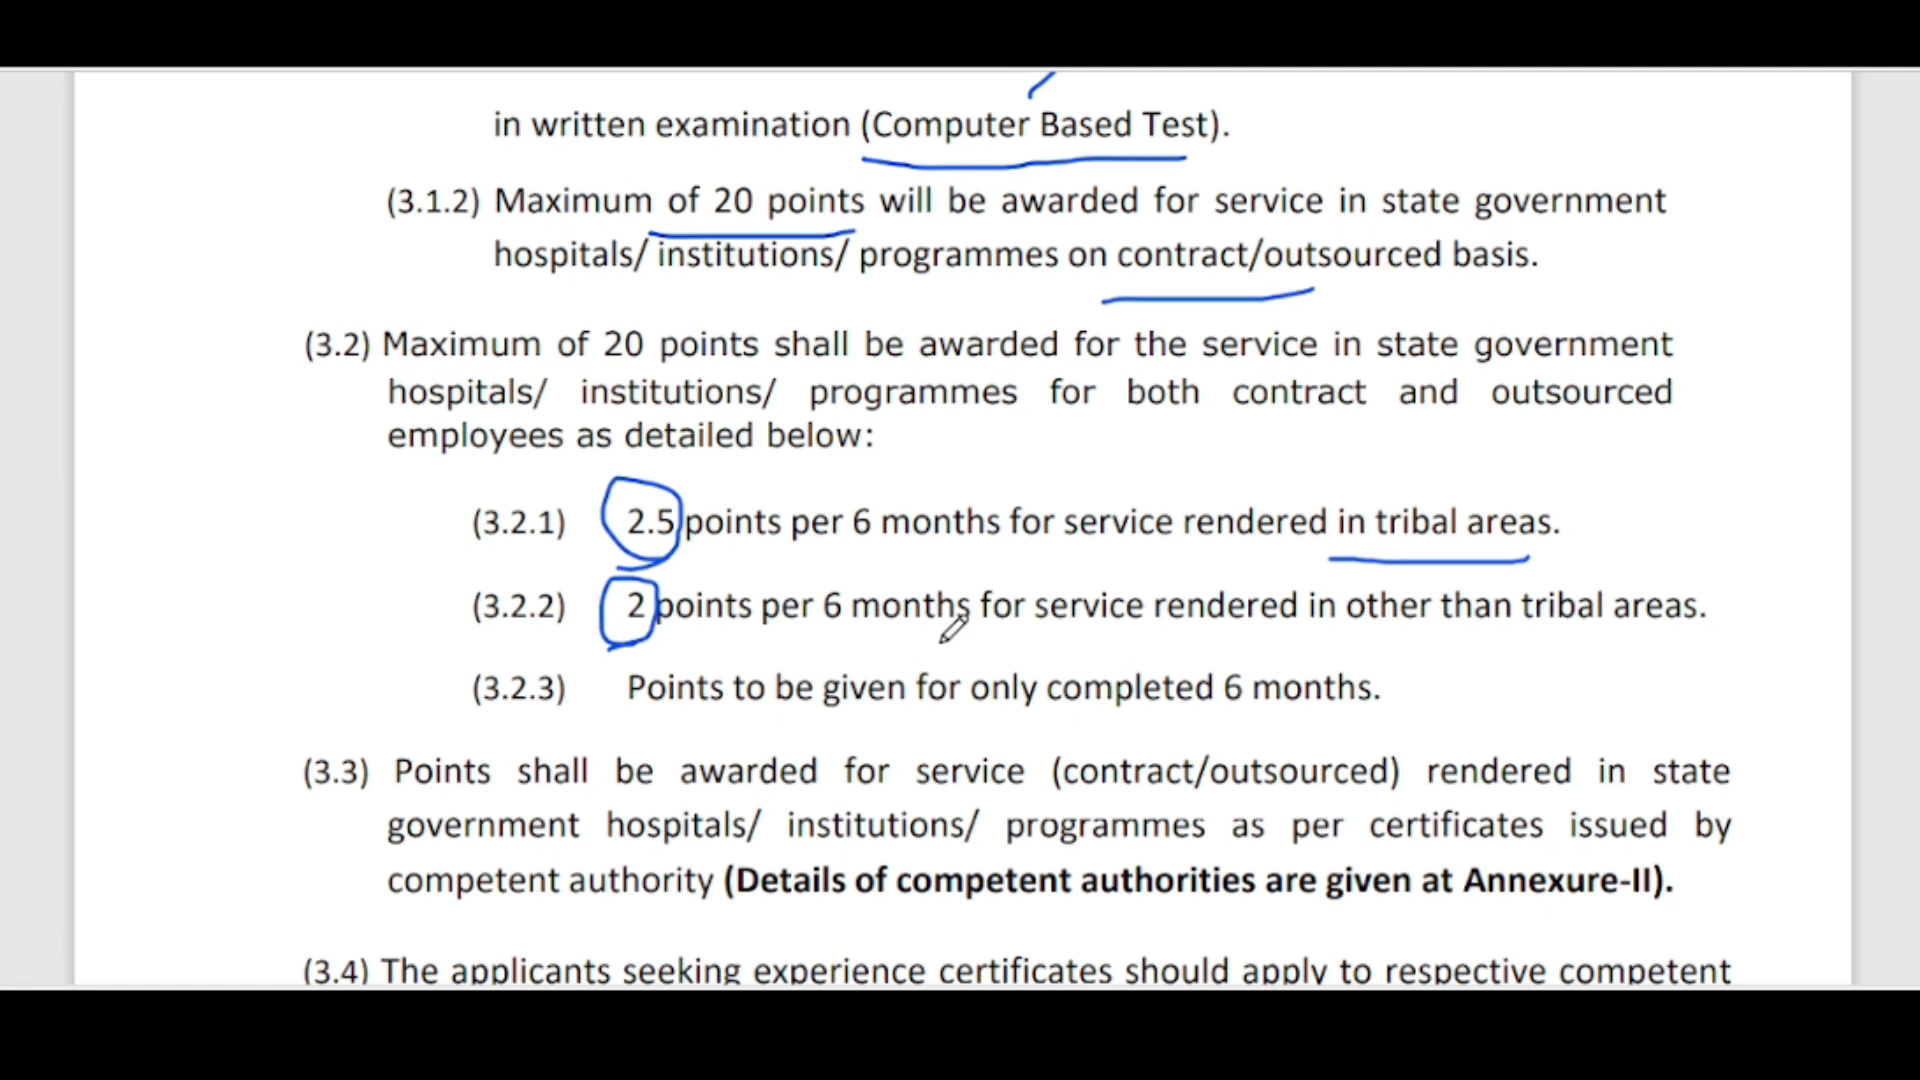 in written examination (Computer Based Test).
(3.1.2) Maximum of 20 points will be awarded for service in state government
hospitals/ institutions/ programmes on contract/outsourced basis.
(3.2) Maximum of 20 points shall be awarded for the service in state government
hospitals/ institutions/ programmes for both contract and outsourced
employees as detailed below:
(3.2.1) 2.5 points per 6 months for service rendered in tribal areas.
(3.2.2) 2 points per 6 months for service rendered in other than tribal areas.
(3.2.3) Points to be given for only completed 6 months.
(3.3) Points shall be awarded for service (contract/outsourced) rendered in state
government hospitals/ institutions/ programmes as per certificates issued by
competent authority (Details of competent authorities are given at Annexure-II).
(3.4) The applicants seeking experience certificates should apply to respective competent